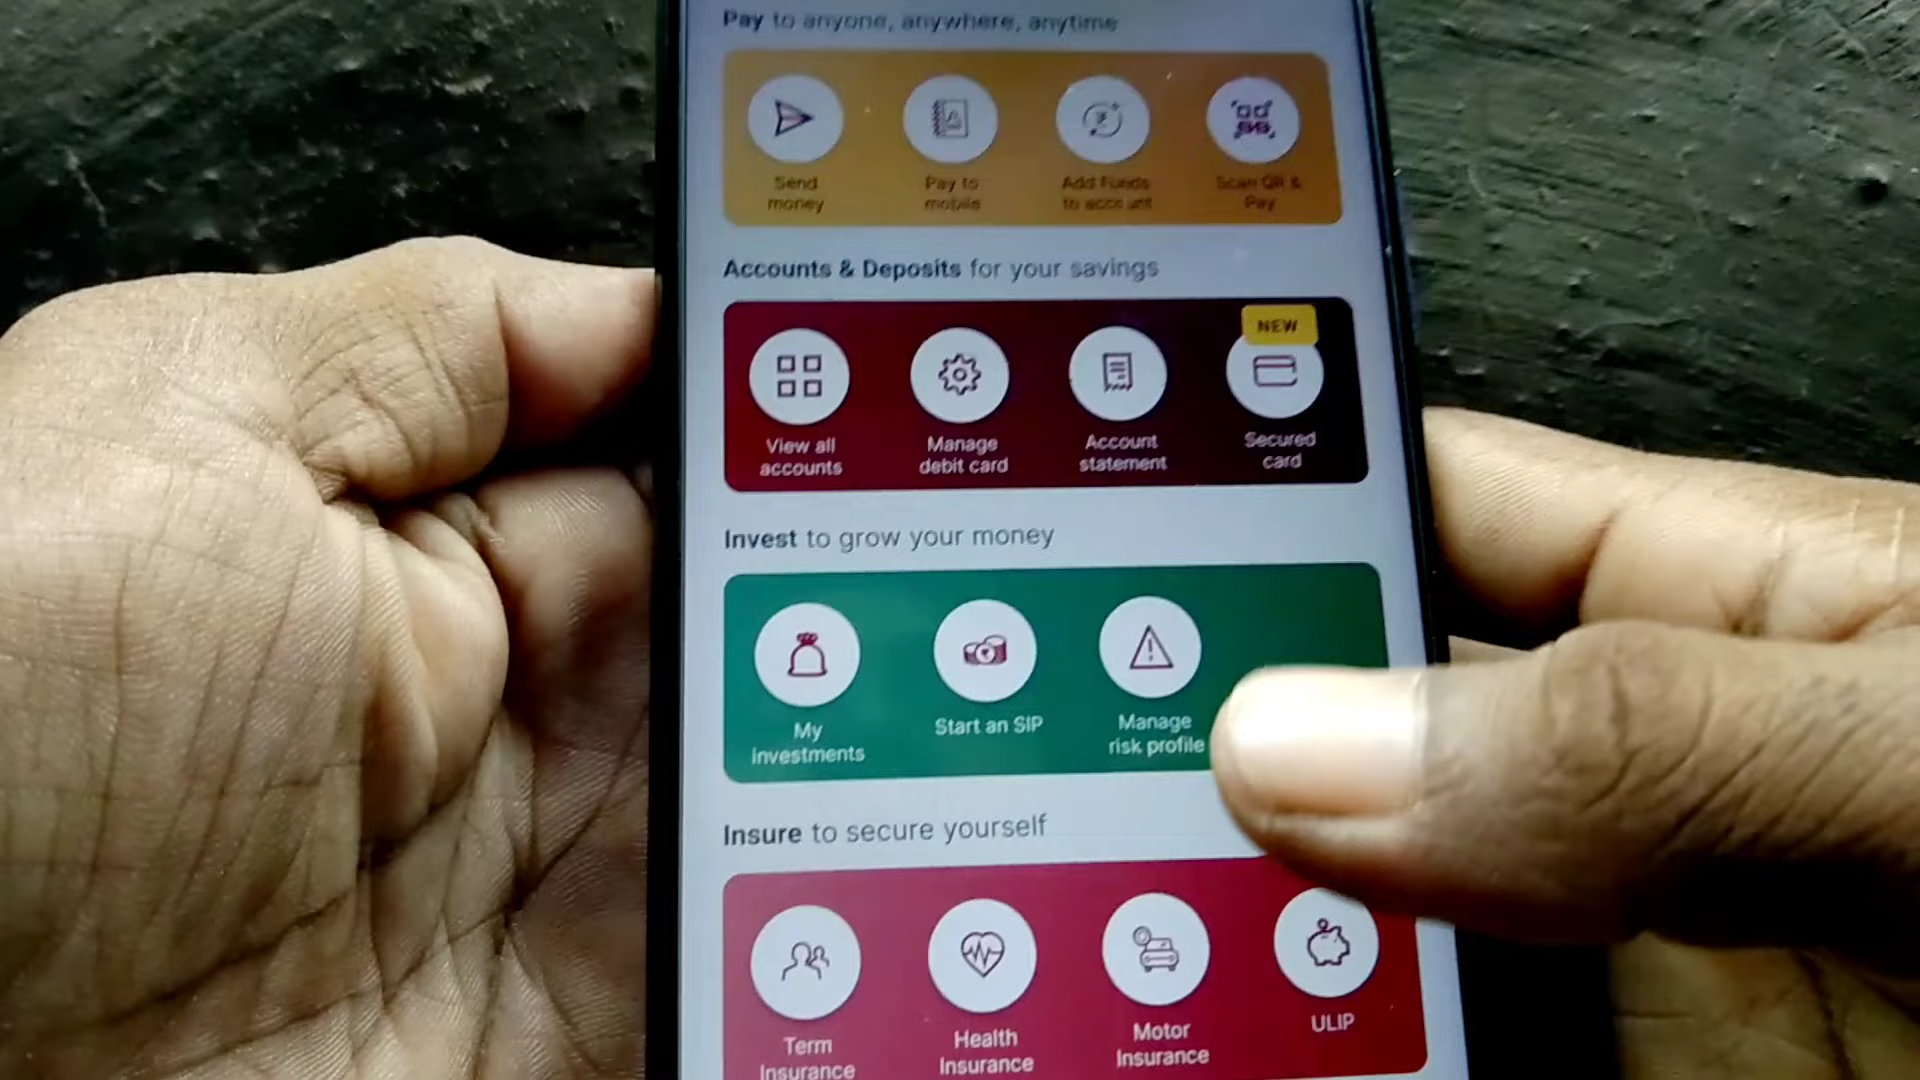 Pay to anyone, anywhere, anytime
Send money
Pay to mobile
Add Funds to account
Scan QR & Pay
Accounts & Deposits for your savings
NEW
View all accounts
Manage debit card
Account statement
Secured card
Invest to grow your money
My investments
Start an SIP
Manage risk profile
Insure to secure yourself
Term Insurance
Health Insurance
Motor Insurance
ULIP